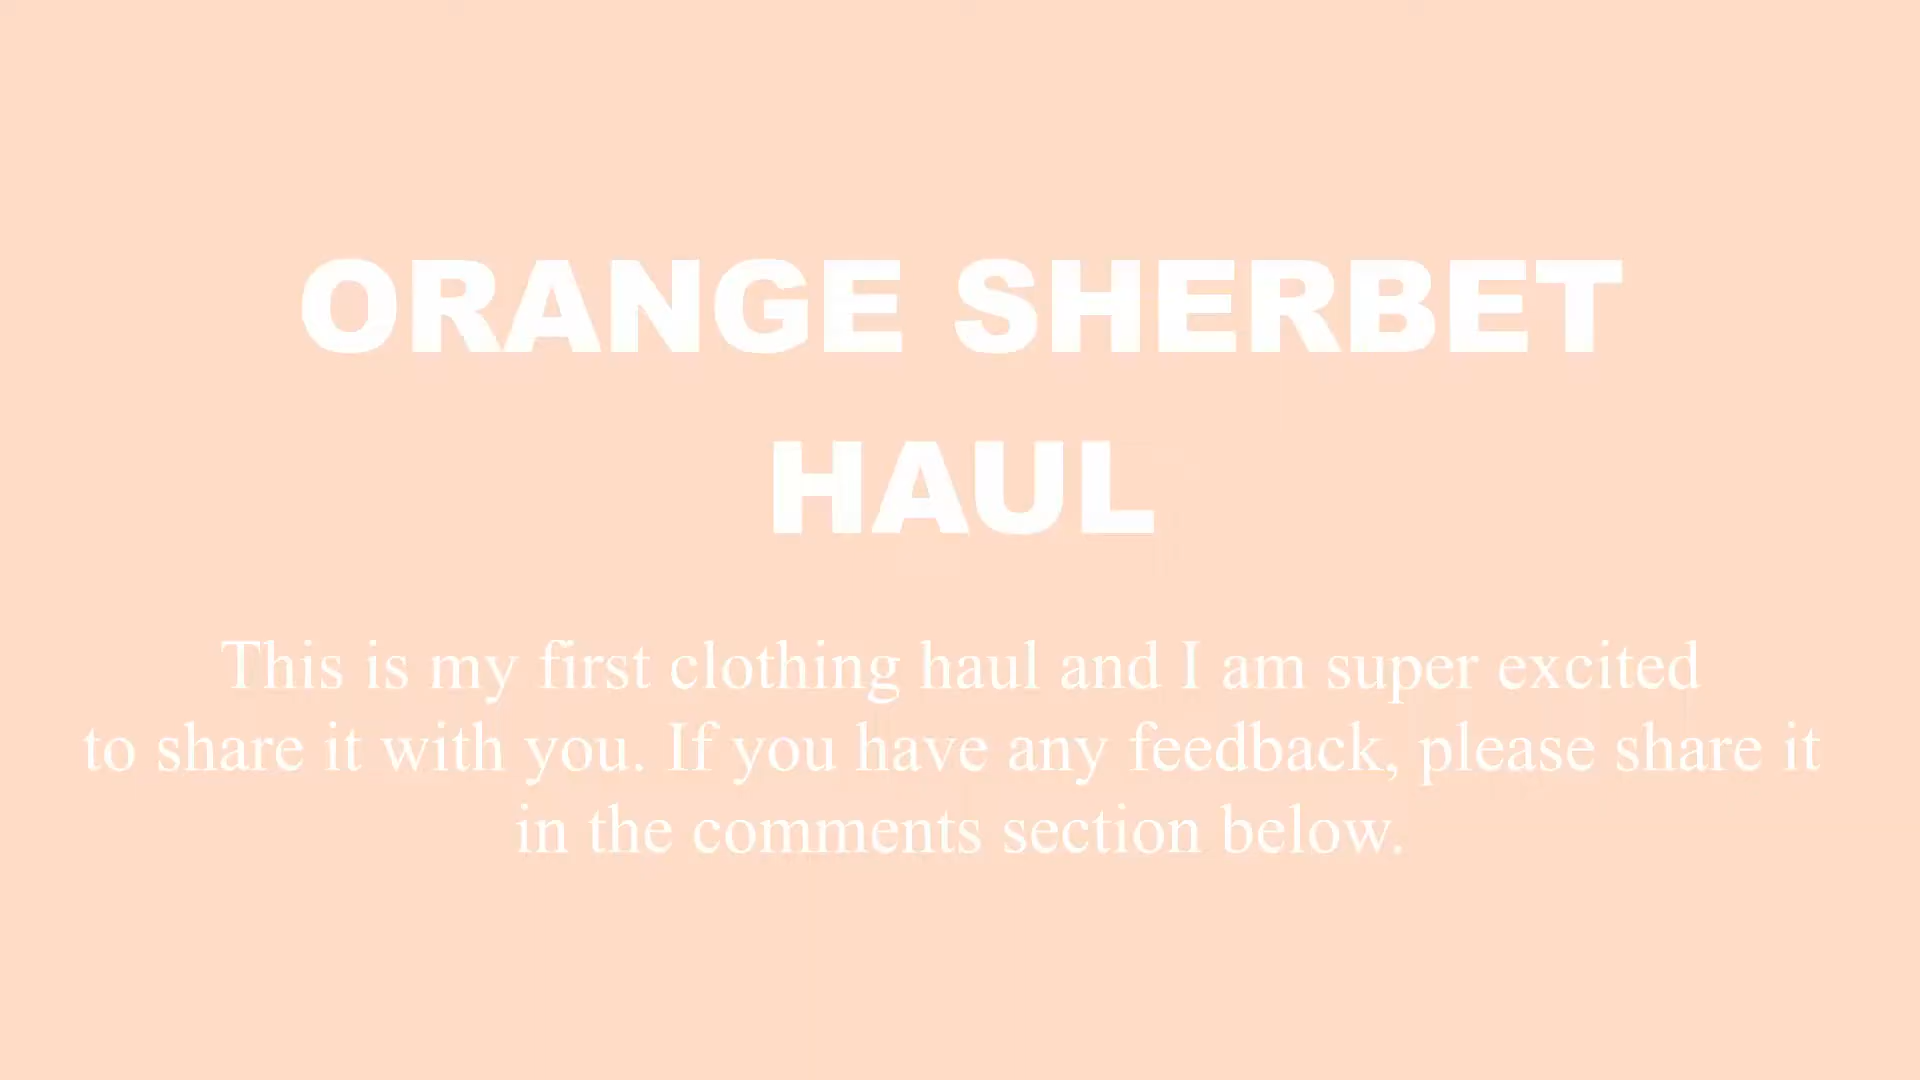 ORANGE SHERBET
HAUL
This is my first clothing haul and I am super excited
to share it with you. If you have any feedback, please share it
in the comments section below.